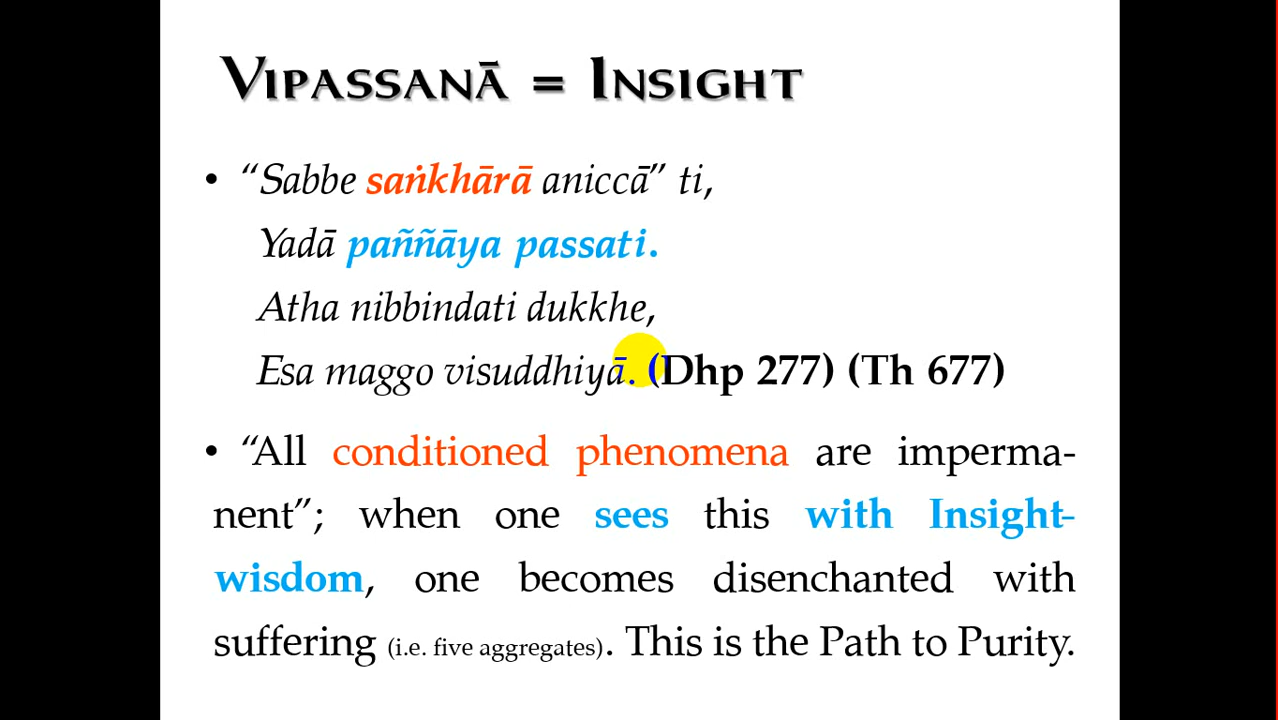 Vipassanā = Insight
• “Sabbe saṅkhārā aniccā” ti,
Yadā paññāya passati.
Atha nibbindati dukkhe,
Esa maggo visuddhiyā. (Dhp 277) (Th 677)
• “All conditioned phenomena are imperma-
nent”; when one sees this with Insight-
wisdom, one becomes disenchanted with
suffering (i.e. five aggregates). This is the Path to Purity.